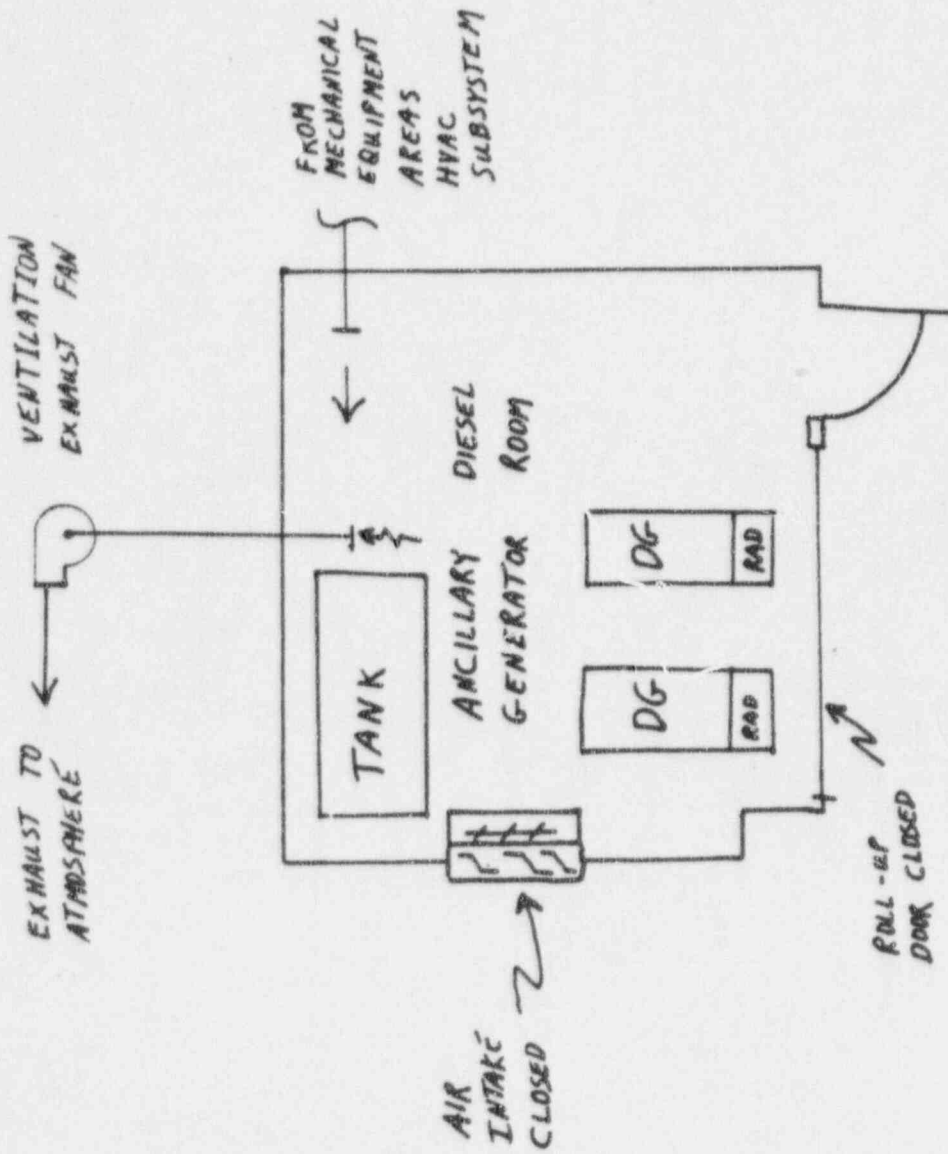 EXHAUST TO
ATMOSPHERE
VENTILATION
EXHAUST FAN
FROM
MECHANICAL
EQUIPMENT
AREAS
HVAC
SUBSYSTEM
TANK
ANCILLARY DIESEL
GENERATOR ROOM
DG
RAD
DG
RAD
AIR
INTAKE
CLOSED
ROLL-UP
DOOR CLOSED